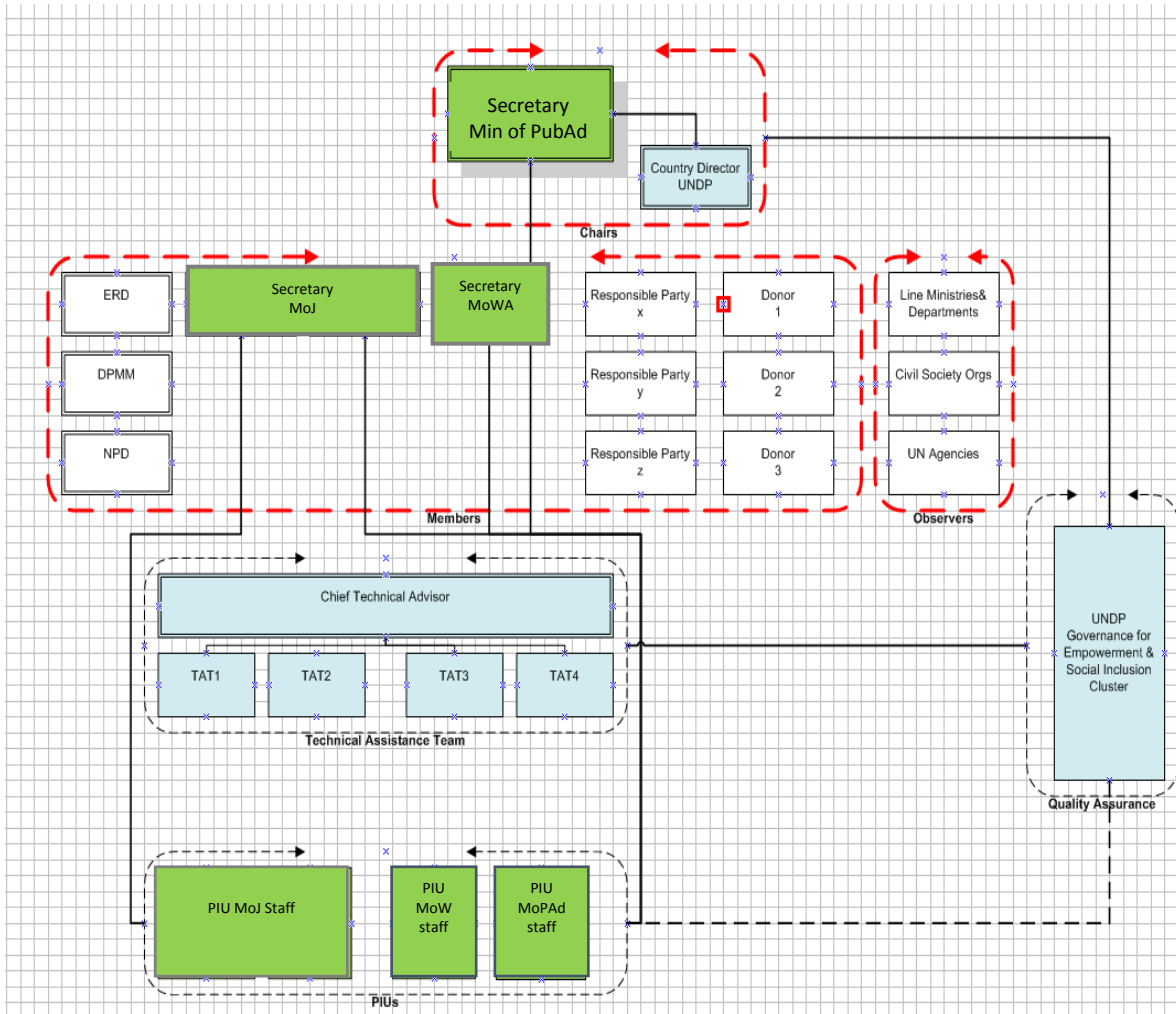 Secretary
Min of PubAd
Country Director
UNDP
Chairs
ERD
Secretary
MoJ
Secretary
MoWA
Responsible Party
x
Donor
1
Line Ministries&
Departments
DPMM
Responsible Party
y
Donor
2
Civil Society Orgs
NPD
Responsible Party
z
Donor
3
UN Agencies
Members
Observers
Chief Technical Advisor
TAT1
TAT2
TAT3
TAT4
Technical Assistance Team
UNDP
Governance for
Empowerment &
Social Inclusion
Cluster
Quality Assurance
PIU MoJ Staff
PIU
MoW
staff
PIU
MoPAd
staff
PIUs